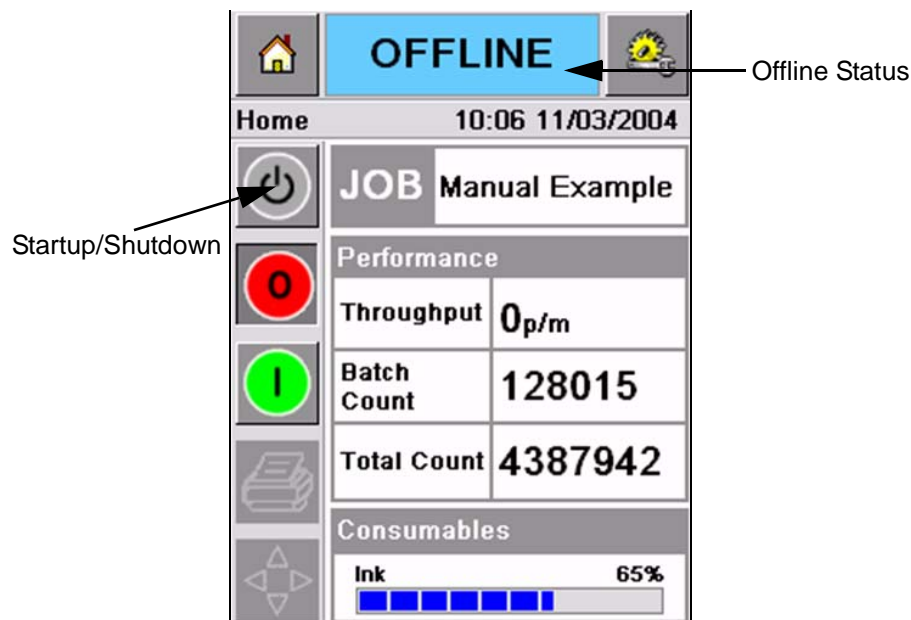 OFFLINE
Offline Status
Home 10:06 11/03/2004
JOB Manual Example
Startup/Shutdown
Performance
0
Throughput 0p/m
I
Batch Count 128015
Total Count 4387942
Consumables
Ink 65%